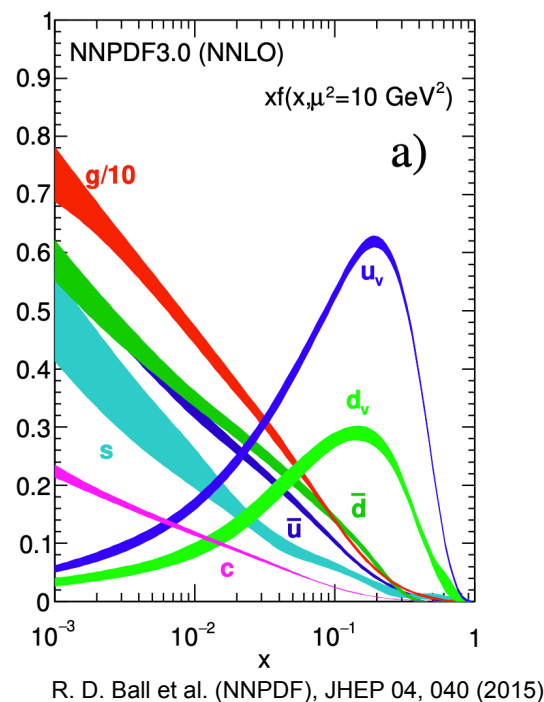 1
NNPDF3.0 (NNLO)
xf(x,μ²=10 GeV²)
0.9
0.8
a)
g/10
0.7
0.6
u_v
0.5
0.4
d_v
0.3
s
0.2
d̅
u̅
0.1
c
0
10⁻³ 10⁻² 10⁻¹ 1
x
R. D. Ball et al. (NNPDF), JHEP 04, 040 (2015)